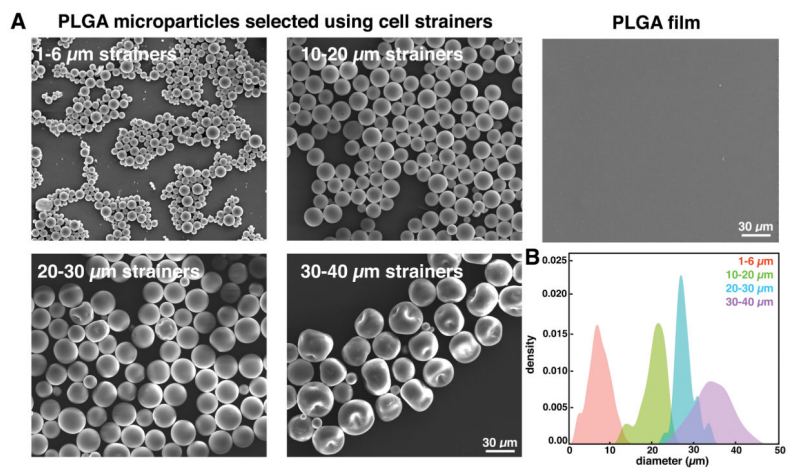 A PLGA microparticles selected using cell strainers PLGA film
1-6 µm strainers
10-20 µm strainers
30 µm
20-30 µm strainers
30-40 µm strainers
30 µm
B
0.025
0.020
0.015
0.010
0.005
0.00
density
1-6 µm
10-20 µm
20-30 µm
30-40 µm
0 10 20 30 40 50
diameter (µm)